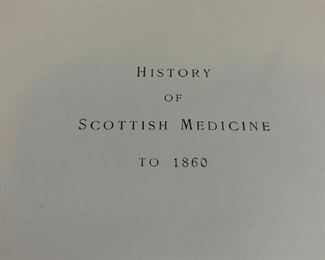 HISTORY
OF
SCOTTISH MEDICINE
TO 1860